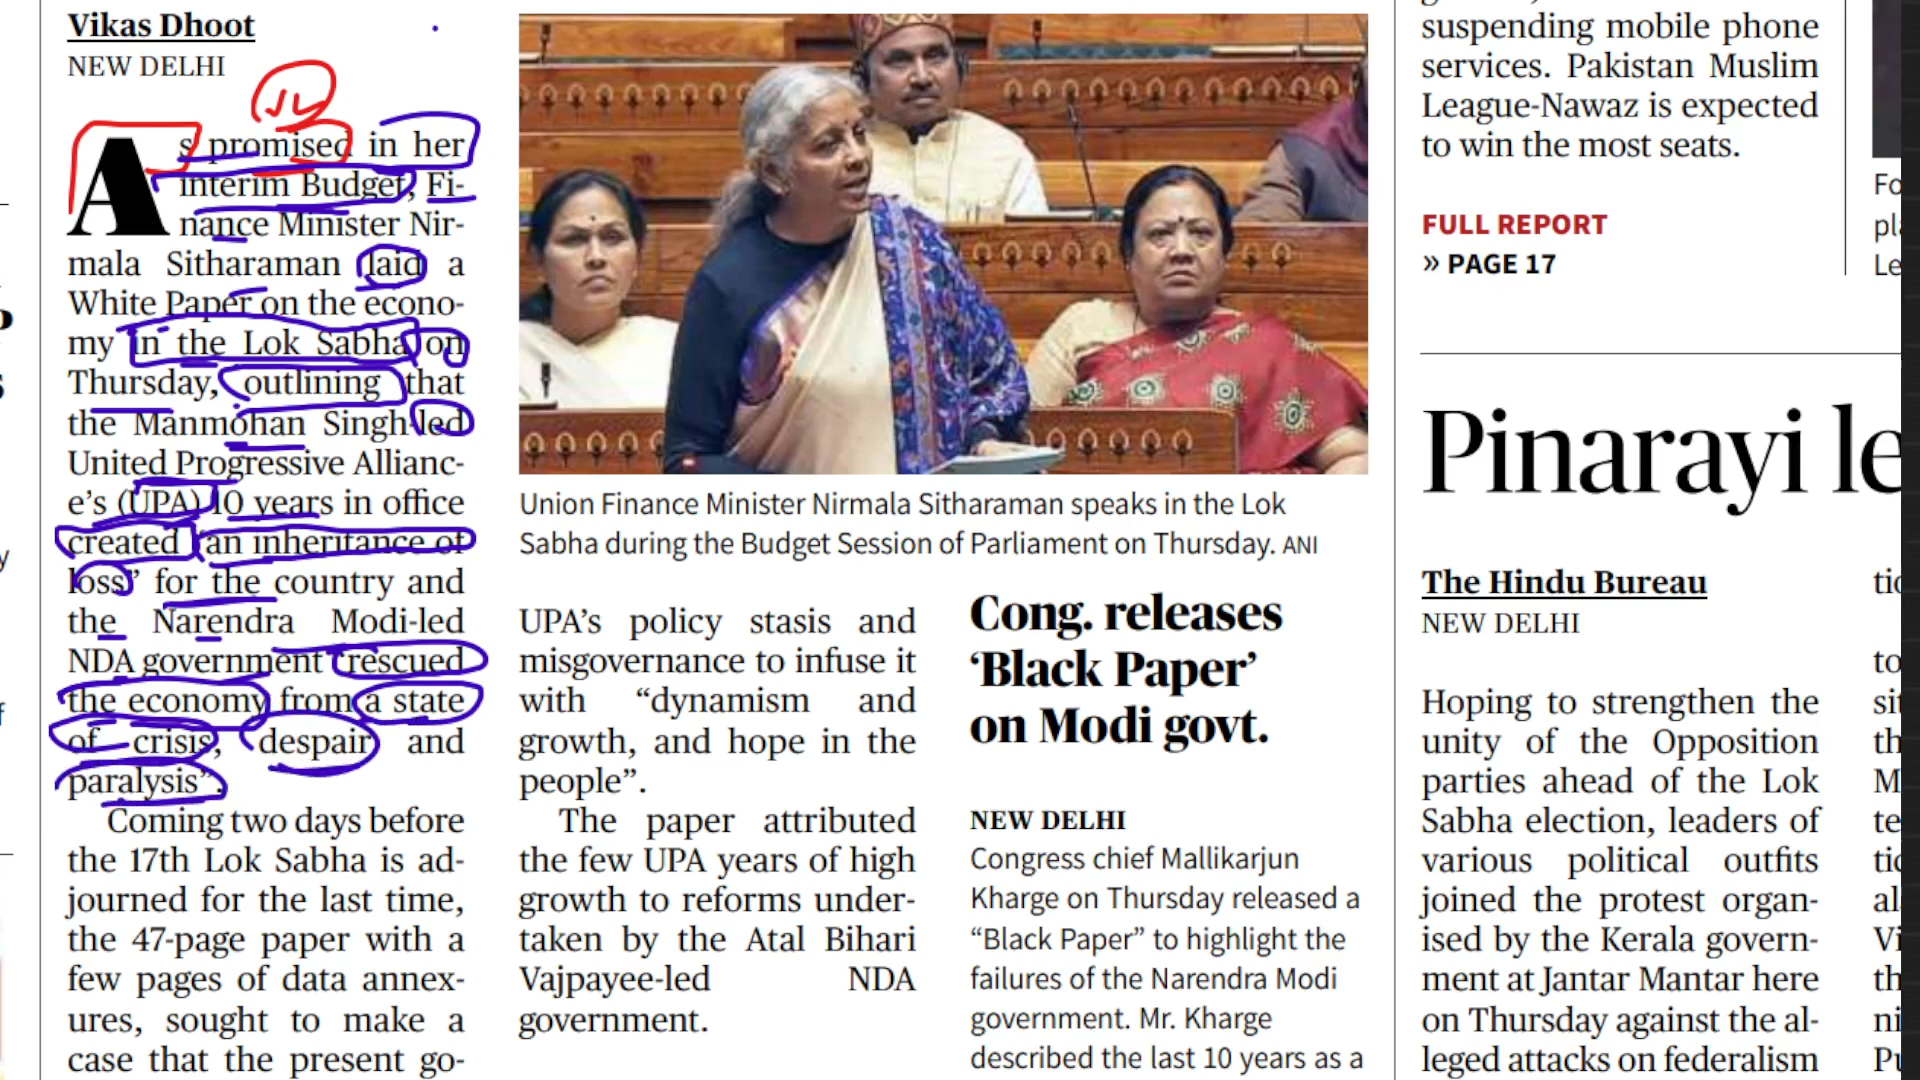 Vikas Dhoot
NEW DELHI
As promised in her
interim Budget, Fi-
nance Minister Nir-
mala Sitharaman laid a
White Paper on the econo-
my in the Lok Sabha on
Thursday, outlining that
the Manmohan Singh-led
United Progressive Allianc-
e's (UPA) 10 years in office
created "an inheritance of
loss" for the country and
the Narendra Modi-led
NDA government "rescued
the economy from a state
of crisis, despair and
paralysis".
Coming two days before
the 17th Lok Sabha is ad-
journed for the last time,
the 47-page paper with a
few pages of data annex-
ures, sought to make a
case that the present go-
Union Finance Minister Nirmala Sitharaman speaks in the Lok
Sabha during the Budget Session of Parliament on Thursday. ANI
UPA's policy stasis and
misgovernance to infuse it
with "dynamism and
growth, and hope in the
people".
The paper attributed
the few UPA years of high
growth to reforms under-
taken by the Atal Bihari
Vajpayee-led NDA
government.
Cong. releases
'Black Paper'
on Modi govt.
NEW DELHI
Congress chief Mallikarjun
Kharge on Thursday released a
"Black Paper" to highlight the
failures of the Narendra Modi
government. Mr. Kharge
described the last 10 years as a
suspending mobile phone
services. Pakistan Muslim
League-Nawaz is expected
to win the most seats.
FULL REPORT
» PAGE 17
Pinarayi le
The Hindu Bureau
NEW DELHI
Hoping to strengthen the
unity of the Opposition
parties ahead of the Lok
Sabha election, leaders of
various political outfits
joined the protest organ-
ised by the Kerala govern-
ment at Jantar Mantar here
on Thursday against the al-
leged attacks on federalism